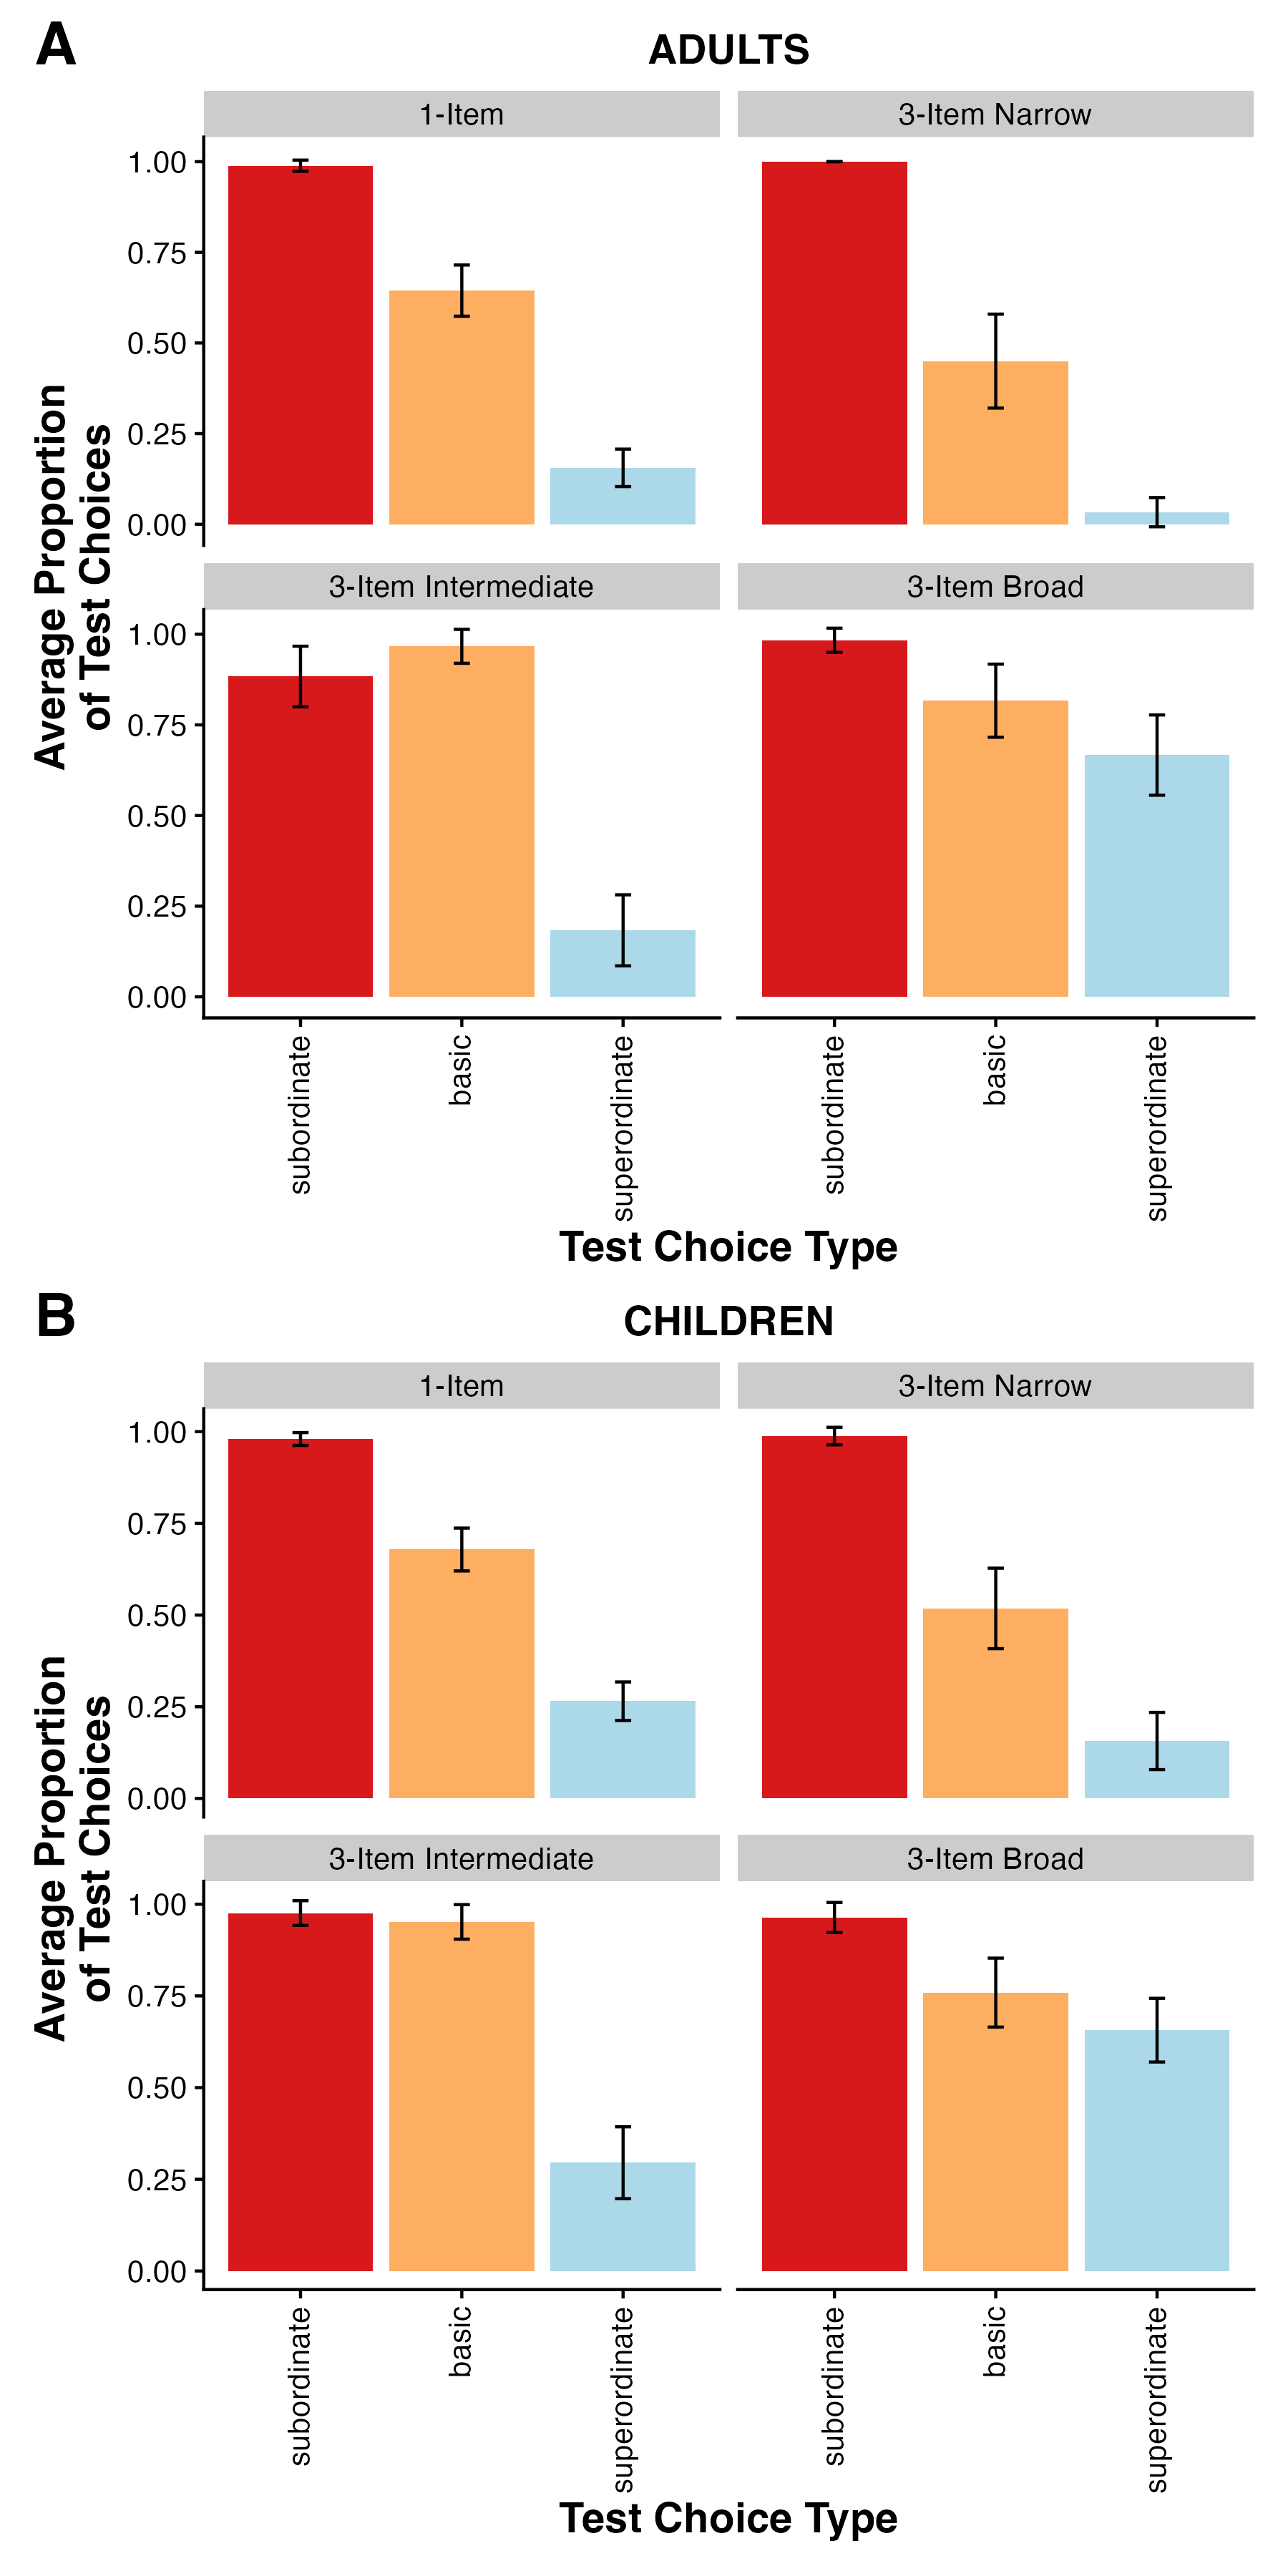 A
ADULTS
1-Item
3-Item Narrow
1.00
0.75
0.50
0.25
0.00
3-Item Intermediate
3-Item Broad
1.00
0.75
0.50
0.25
0.00
Average Proportion
of Test Choices
subordinate
basic
superordinate
subordinate
basic
superordinate
Test Choice Type
B
CHILDREN
1-Item
3-Item Narrow
1.00
0.75
0.50
0.25
0.00
3-Item Intermediate
3-Item Broad
1.00
0.75
0.50
0.25
0.00
Average Proportion
of Test Choices
subordinate
basic
superordinate
subordinate
basic
superordinate
Test Choice Type